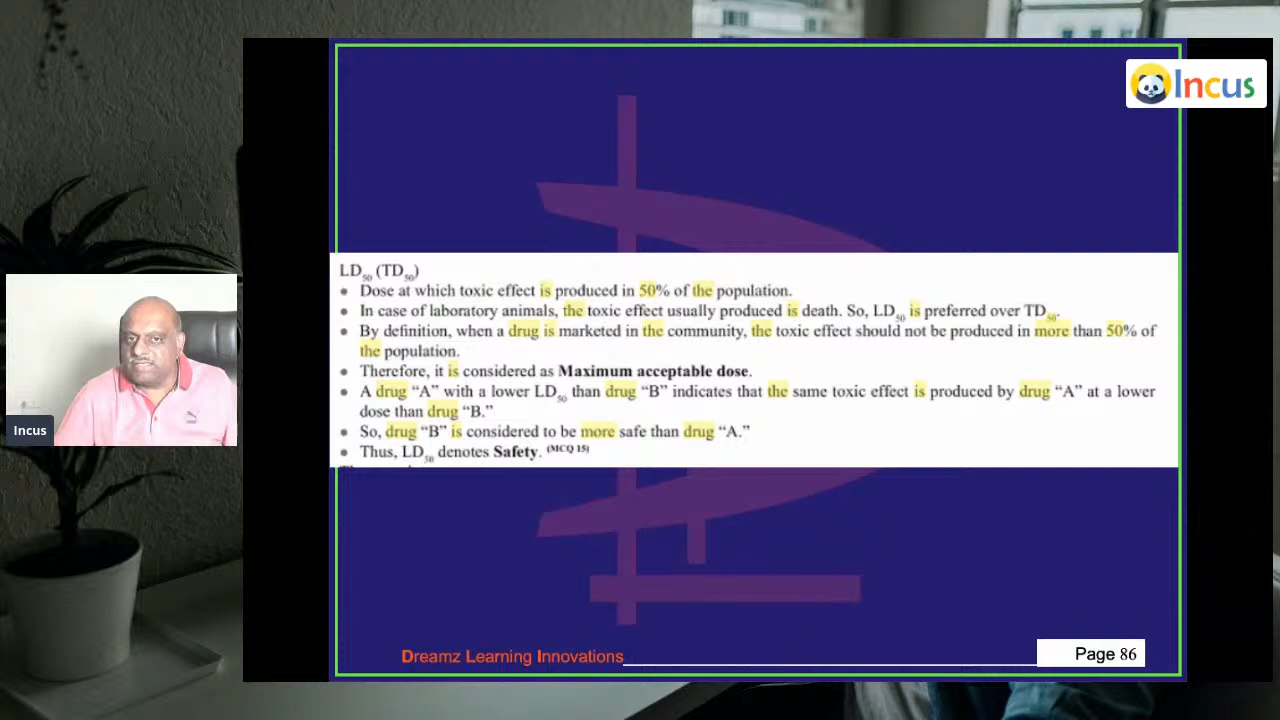 Incus
LD50 (TD50)
• Dose at which toxic effect is produced in 50% of the population.
• In case of laboratory animals, the toxic effect usually produced is death. So, LD50 is preferred over TD50.
• By definition, when a drug is marketed in the community, the toxic effect should not be produced in more than 50% of
the population.
• Therefore, it is considered as Maximum acceptable dose.
• A drug “A” with a lower LD50 than drug “B” indicates that the same toxic effect is produced by drug “A” at a lower
dose than drug “B.”
• So, drug “B” is considered to be more safe than drug “A.”
• Thus, LD50 denotes Safety. (MCQ 15)
Incus
Dreamz Learning Innovations
Page 86